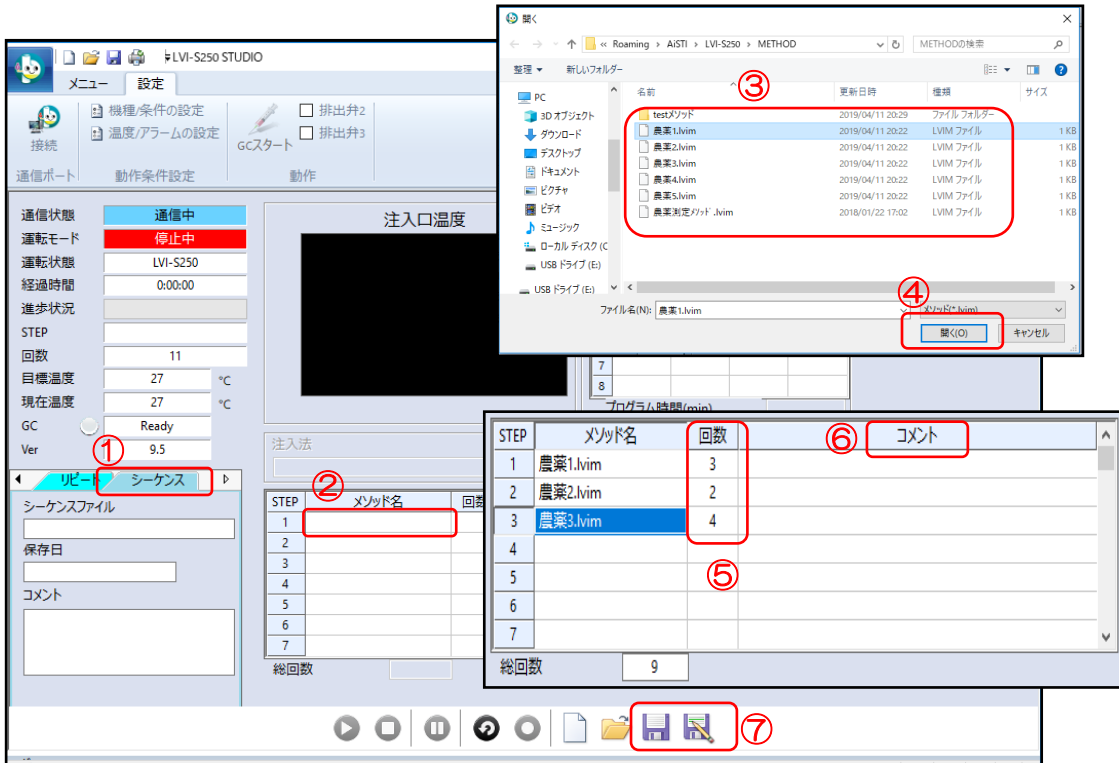 LVI-S250 STUDIO
メニュー 設定
接続
機種/条件の設定
温度/アラームの設定
GCスタート
排出弁2
排出弁3
通信ポート 動作条件設定 動作
通信状態 通信中
運転モード 停止中
運転状態 LVI-S250
経過時間 0:00:00
進歩状況
STEP
回数 11
目標温度 27 °C
現在温度 27 °C
GC Ready
Ver 9.5
①
リピート シーケンス
シーケンスファイル
保存日
コメント
注入口温度
注入法
②
STEP メソッド名 回数
1
2
3
4
5
6
7
総回数
7
8
プログラム時間(min)
開く
« Roaming › AiSTI › LVI-S250 › METHOD
METHODの検索
整理 新しいフォルダー
③
PC
3D オブジェクト
ダウンロード
デスクトップ
ドキュメント
ピクチャ
ビデオ
ミュージック
ローカル ディスク (C
USB ドライブ (E:)
USB ドライブ (E:)
名前 更新日時 種類 サイズ
testメソッド 2019/04/11 20:29 ファイル フォルダー
農薬1.lvim 2019/04/11 20:22 LVIM ファイル 1 KB
農薬2.lvim 2019/04/11 20:22 LVIM ファイル 1 KB
農薬3.lvim 2019/04/11 20:22 LVIM ファイル 1 KB
農薬4.lvim 2019/04/11 20:22 LVIM ファイル 1 KB
農薬5.lvim 2019/04/11 20:22 LVIM ファイル 1 KB
農薬測定メソッド.lvim 2018/01/22 17:02 LVIM ファイル 1 KB
④
ファイル名(N): 農薬1.lvim メソッド(*.lvim)
開く(O) キャンセル
STEP メソッド名 回数 ⑥ コメント
1 農薬1.lvim 3
2 農薬2.lvim 2
3 農薬3.lvim 4
4
5 ⑤
6
7
総回数 9
⑦